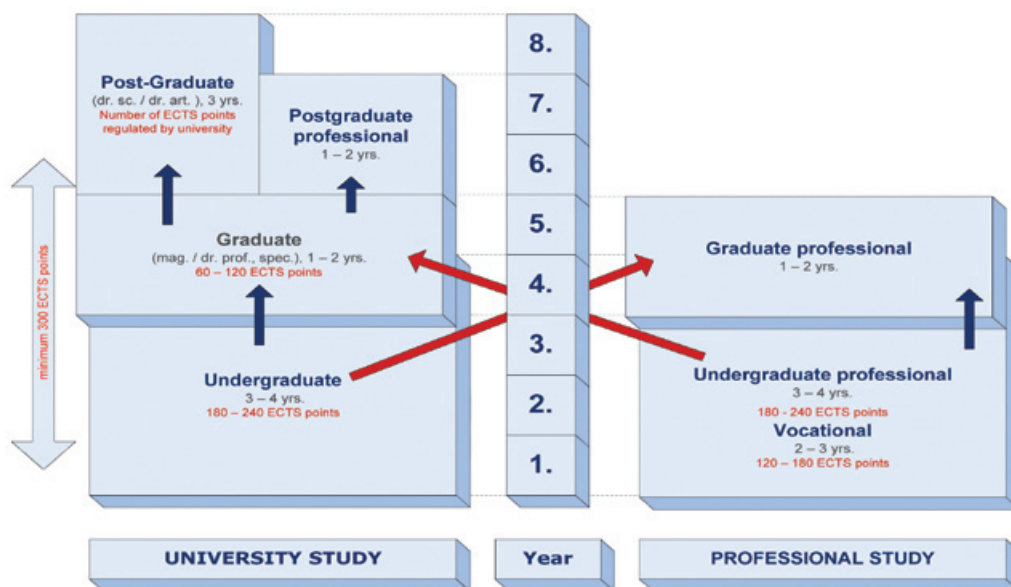 Post-Graduate
(dr. sc. / dr. art. ), 3 yrs.
Number of ECTS points
regulated by university
Postgraduate
professional
1 – 2 yrs.
Graduate
(mag. / dr. prof., spec.), 1 – 2 yrs.
60 – 120 ECTS points
Undergraduate
3 – 4 yrs.
180 – 240 ECTS points
minimum 300 ECTS points
8.
7.
6.
5.
4.
3.
2.
1.
Graduate professional
1 – 2 yrs.
Undergraduate professional
3 – 4 yrs.
180 - 240 ECTS points
Vocational
2 – 3 yrs.
120 – 180 ECTS points
UNIVERSITY STUDY
Year
PROFESSIONAL STUDY